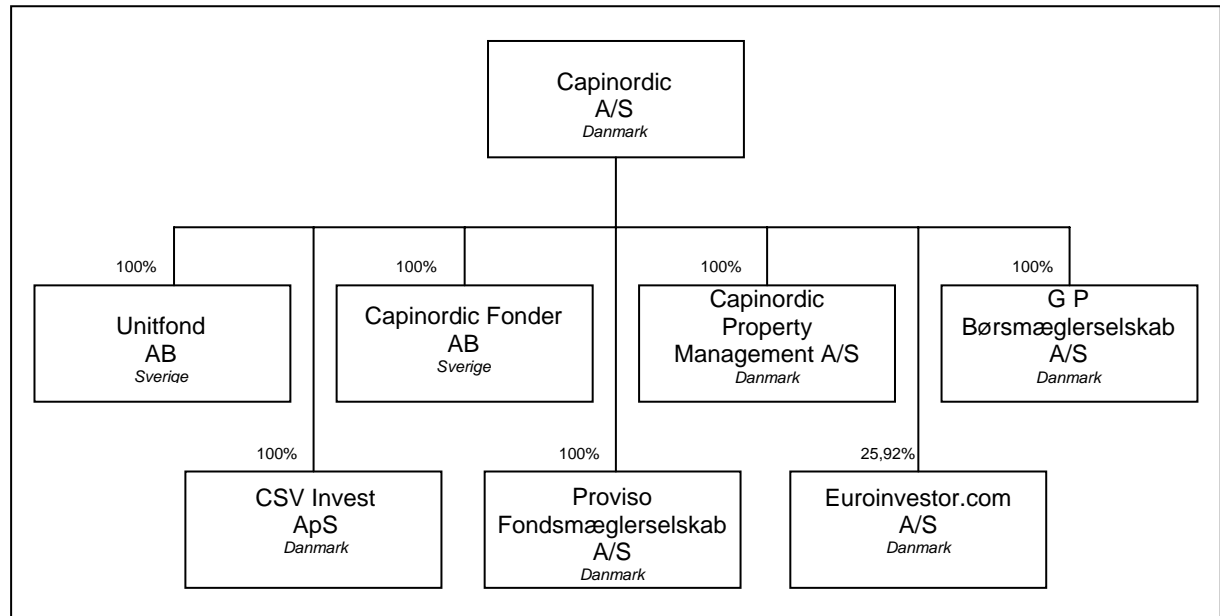 Capinordic
A/S
Danmark
100%
Unitfond
AB
Sverige
100%
Capinordic Fonder
AB
Sverige
100%
Capinordic
Property
Management A/S
Danmark
100%
G P
Børsmæglerselskab
A/S
Danmark
100%
CSV Invest
ApS
Danmark
100%
Proviso
Fondsmæglerselskab
A/S
Danmark
25,92%
Euroinvestor.com
A/S
Danmark